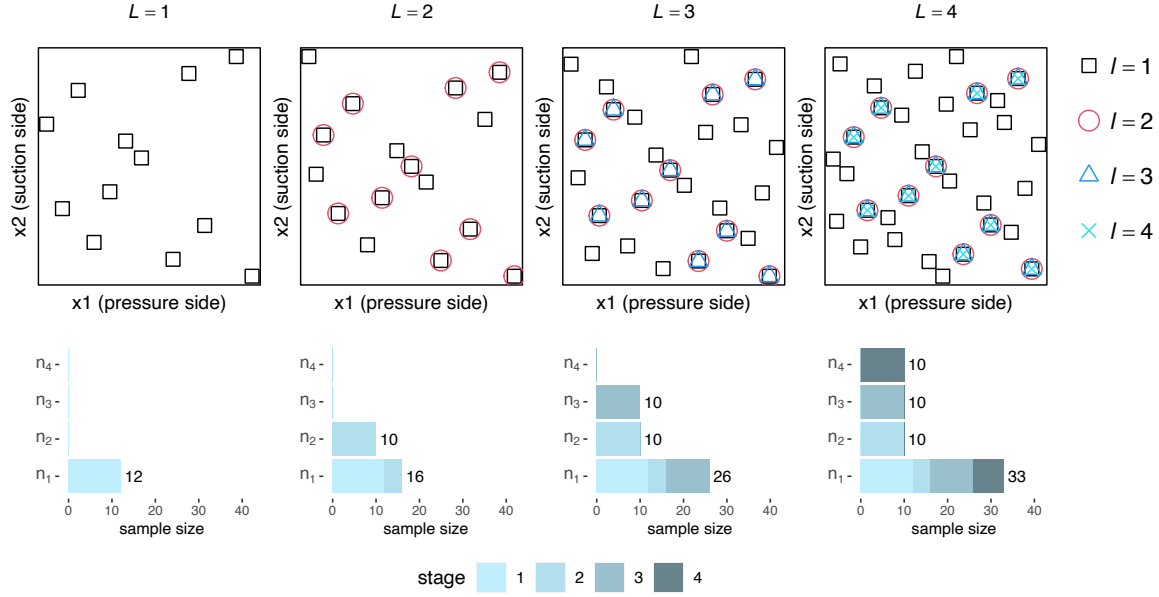 L = 1
L = 2
L = 3
L = 4
x2 (suction side)
x2 (suction side)
x2 (suction side)
x2 (suction side)
x1 (pressure side)
x1 (pressure side)
x1 (pressure side)
x1 (pressure side)
l = 1
l = 2
l = 3
l = 4
n4
n3
n2
n1
12
0 10 20 30 40
sample size
n4
n3
n2 10
n1 16
0 10 20 30 40
sample size
n4
n3 10
n2 10
n1 26
0 10 20 30 40
sample size
n4 10
n3 10
n2 10
n1 33
0 10 20 30 40
sample size
stage 1 2 3 4